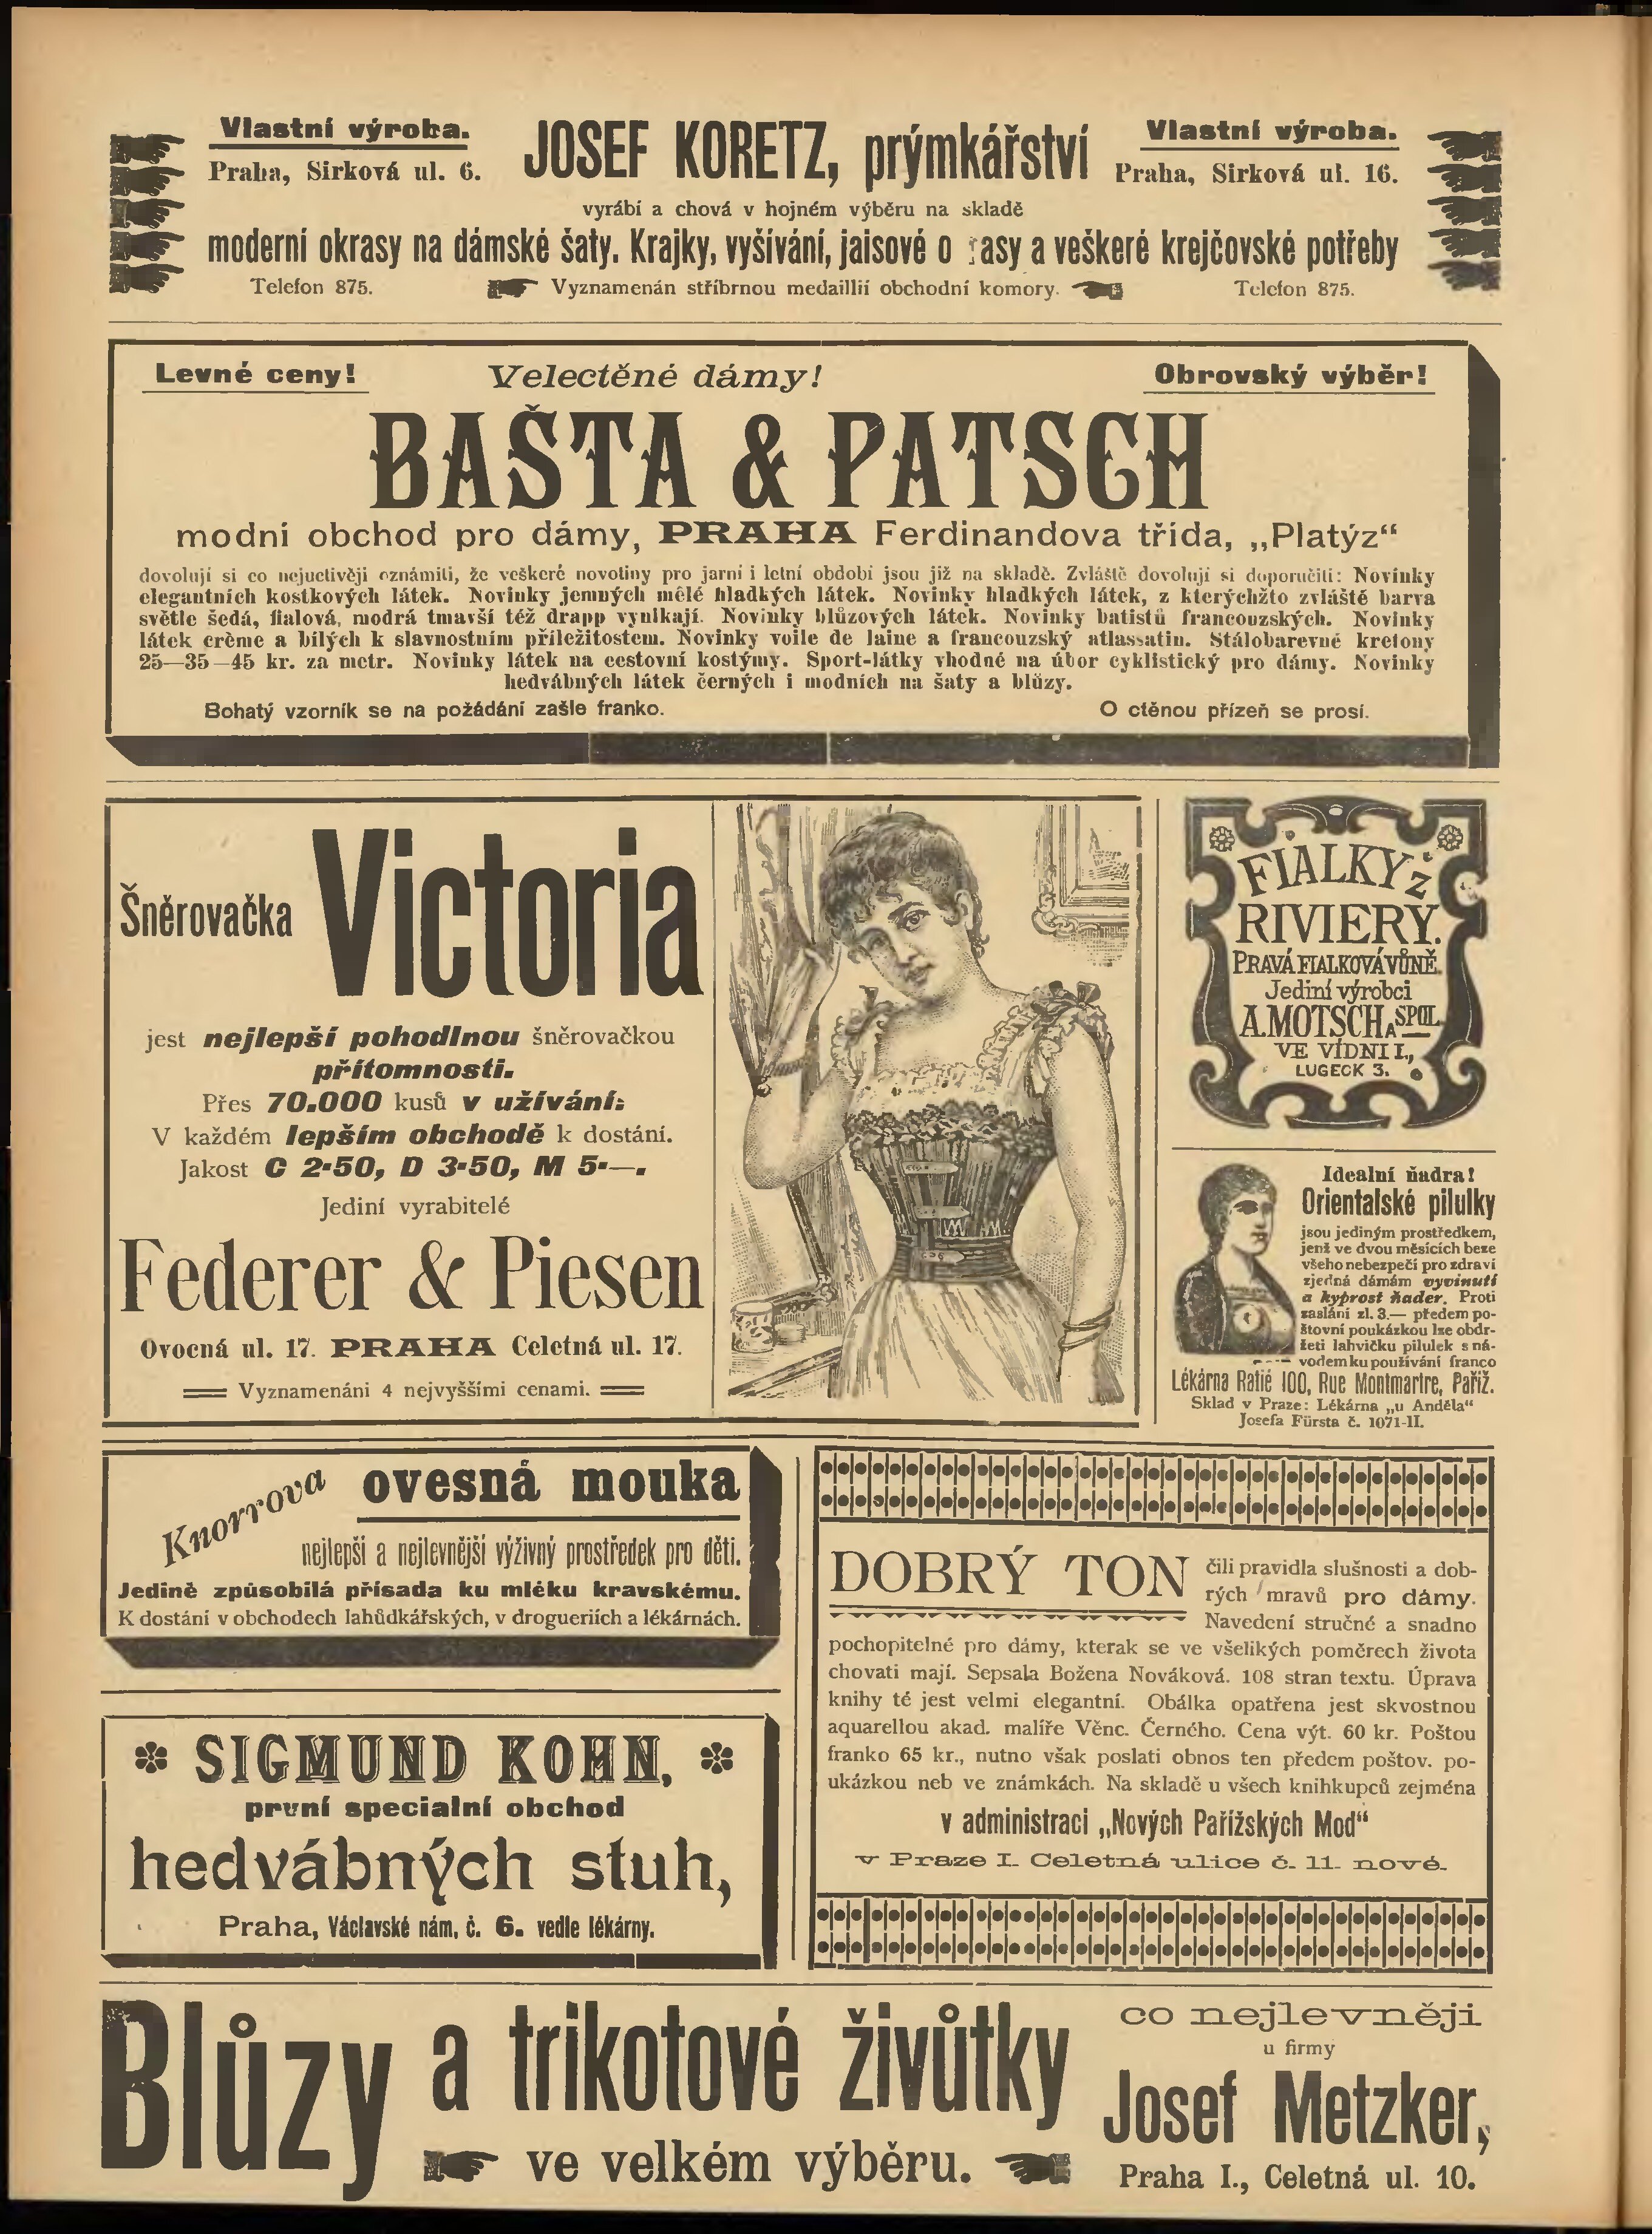 Vlastní výroba.
Praha, Sirková ul. 6.
JOSEF KORETZ, prýmkářství
Vlastní výroba.
Praha, Sirková ul. 16.
vyrábí a chová v hojném výběru na skladě
moderní okrasy na dámské šaty. Krajky, vyšívání, jaisové o rasy a veškeré krejčovské potřeby
Telefon 875.
Vyznamenán stříbrnou medaillií obchodní komory.
Telefon 875.
Levné ceny!
Velectěné dámy!
Obrovský výběr!
BAŠTA & PATSCH
modní obchod pro dámy, PRAHA Ferdinandova třída, „Platýz“
dovolují si co nejuctivěji oznámiti, že veškeré novotiny pro jarní i letní období jsou již na skladě. Zvláště dovolují si doporučiti: Novinky
elegantních kostkových látek. Novinky jemných mělé hladkých látek. Novinky hladkých látek, z kterýchžto zvláště barva
světle šedá, fialová, modrá tmavší též drapp vynikají. Novinky blůzových látek. Novinky batistů francouzských. Novinky
látek crème a bílých k slavnostním příležitostem. Novinky voile de laine a francouzský atlassatin. Stálobarevné kretony
25—35—45 kr. za metr. Novinky látek na cestovní kostýmy. Sport-látky vhodné na úbor cyklistický pro dámy. Novinky
hedvábných látek černých i modních na šaty a blůzy.
Bohatý vzorník se na požádání zašle franko.
O ctěnou přízeň se prosí.
Šněrovačka Victoria
jest nejlepší pohodlnou šněrovačkou
přítomnosti.
Přes 70.000 kusů v užívání:
V každém lepším obchodě k dostání.
Jakost C 2·50, D 3·50, M 5·—.
Jediní vyrabitelé
Federer & Piesen
Ovocná ul. 17. PRAHA Celetná ul. 17.
Vyznamenáni 4 nejvyššími cenami.
FIALKY z
RIVIERY.
PRAVÁ FIALKOVÁ VŮNĚ.
Jediní výrobci
A. MOTSCH A SPOL.
VE VÍDNI I.,
LUGECK 3.
Idealní ňadra!
Orientalské pilulky
jsou jediným prostředkem,
jenž ve dvou měsících beze
všeho nebezpečí pro zdraví
zjedná dámám vyvinutí
a kyprost ňader. Proti
zaslání zl. 3.— předem po-
štovní poukázkou lze obdr-
žeti lahvičku pilulek s ná-
vodem ku používání franco
Lékárna Ratié 100, Rue Montmartre, Paříž.
Sklad v Praze: Lékárna „u Anděla“
Josefa Fürsta č. 1071-II.
Knorrova ovesná mouka
nejlepší a nejlevnější výživný prostředek pro děti.
Jedině způsobilá přísada ku mléku kravskému.
K dostání v obchodech lahůdkářských, v drogueriích a lékárnách.
SIGMUND KOHN,
první specialní obchod
hedvábných stuh,
Praha, Václavské nám. č. 6. vedle lékárny.
DOBRÝ TON čili pravidla slušnosti a dob-
rých mravů pro dámy.
Navedení stručné a snadno
pochopitelné pro dámy, kterak se ve všelikých poměrech života
chovati mají. Sepsala Božena Nováková. 108 stran textu. Úprava
knihy té jest velmi elegantní. Obálka opatřena jest skvostnou
aquarellou akad. malíře Věnc. Černého. Cena výt. 60 kr. Poštou
franko 65 kr., nutno však poslati obnos ten předem poštov. po-
ukázkou neb ve známkách. Na skladě u všech knihkupců zejména
v administraci „Nových Pařížských Mod“
v Praze I. Celetná ulice č. 11. nové.
Blůzy a trikotové živůtky
ve velkém výběru.
co nejlevněji
u firmy
Josef Metzker,
Praha I., Celetná ul. 10.